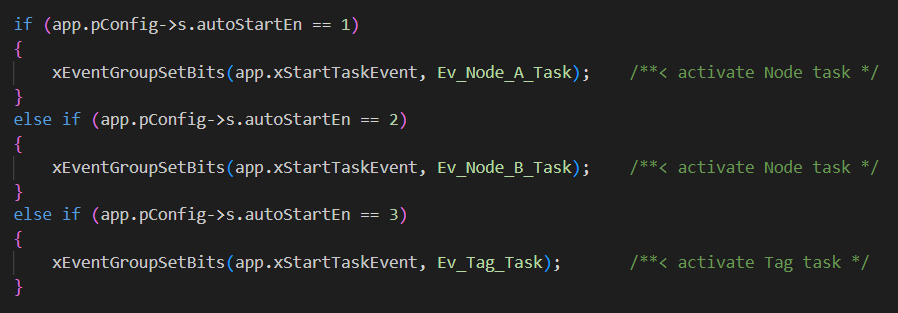 if (app.pConfig->s.autoStartEn == 1)
{
    xEventGroupSetBits(app.xStartTaskEvent, Ev_Node_A_Task);    /**< activate Node task */
}
else if (app.pConfig->s.autoStartEn == 2)
{
    xEventGroupSetBits(app.xStartTaskEvent, Ev_Node_B_Task);    /**< activate Node task */
}
else if (app.pConfig->s.autoStartEn == 3)
{
    xEventGroupSetBits(app.xStartTaskEvent, Ev_Tag_Task);       /**< activate Tag task */
}